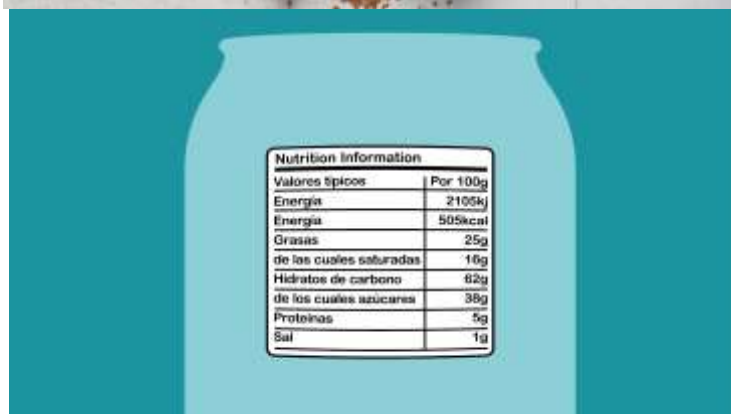 Nutrition Information
Valores típicos Por 100g
Energía 2105kj
Energía 505kcal
Grasas 25g
de las cuales saturadas 16g
Hidratos de carbono 62g
de los cuales azúcares 38g
Proteínas 5g
Sal 1g